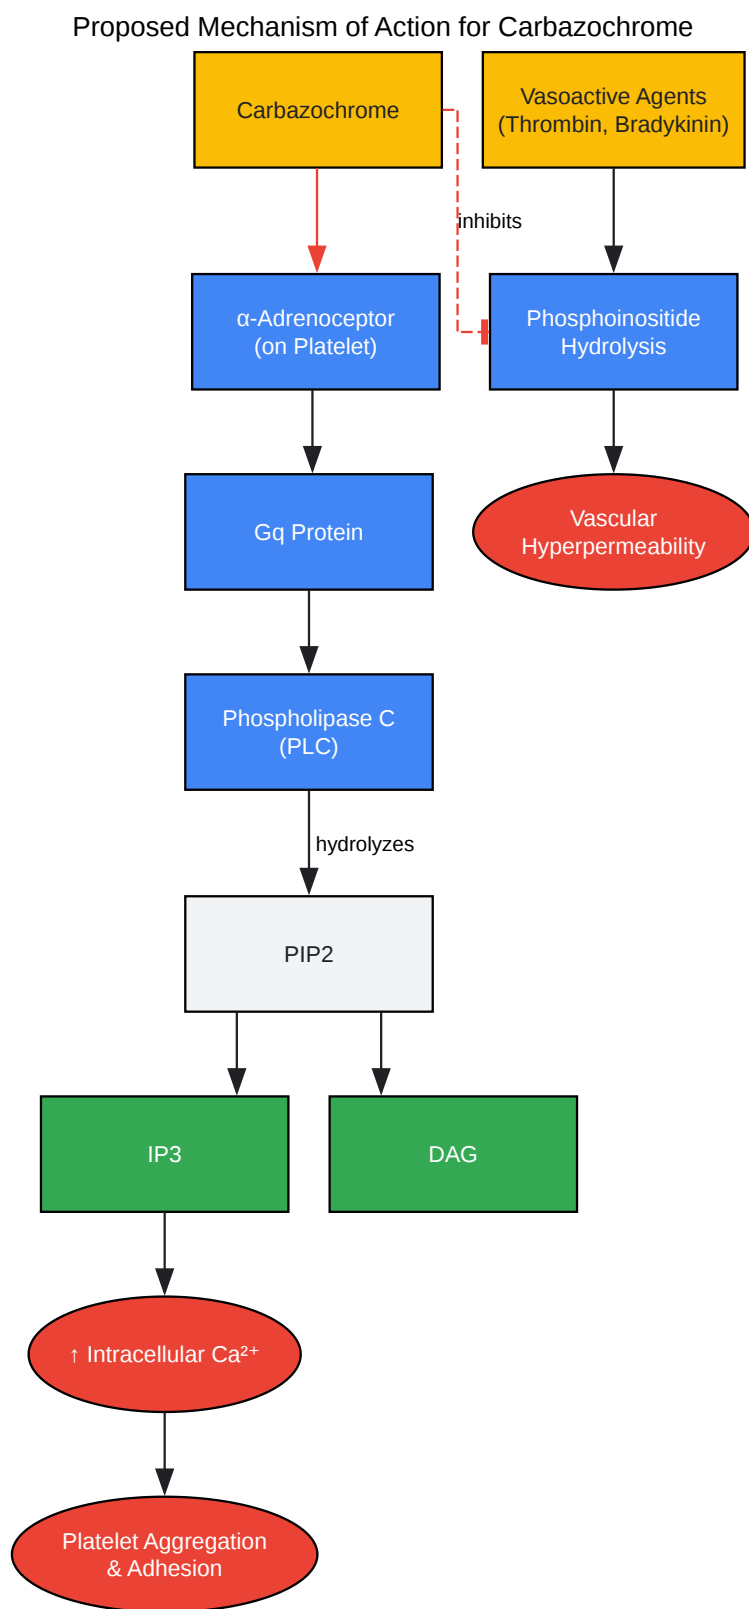 Proposed Mechanism of Action for Carbazochrome
Carbazochrome
Vasoactive Agents
(Thrombin, Bradykinin)
inhibits
α-Adrenoceptor
(on Platelet)
Phosphoinositide
Hydrolysis
Gq Protein
Vascular
Hyperpermeability
Phospholipase C
(PLC)
hydrolyzes
PIP2
IP3
DAG
↑ Intracellular Ca²⁺
Platelet Aggregation
& Adhesion